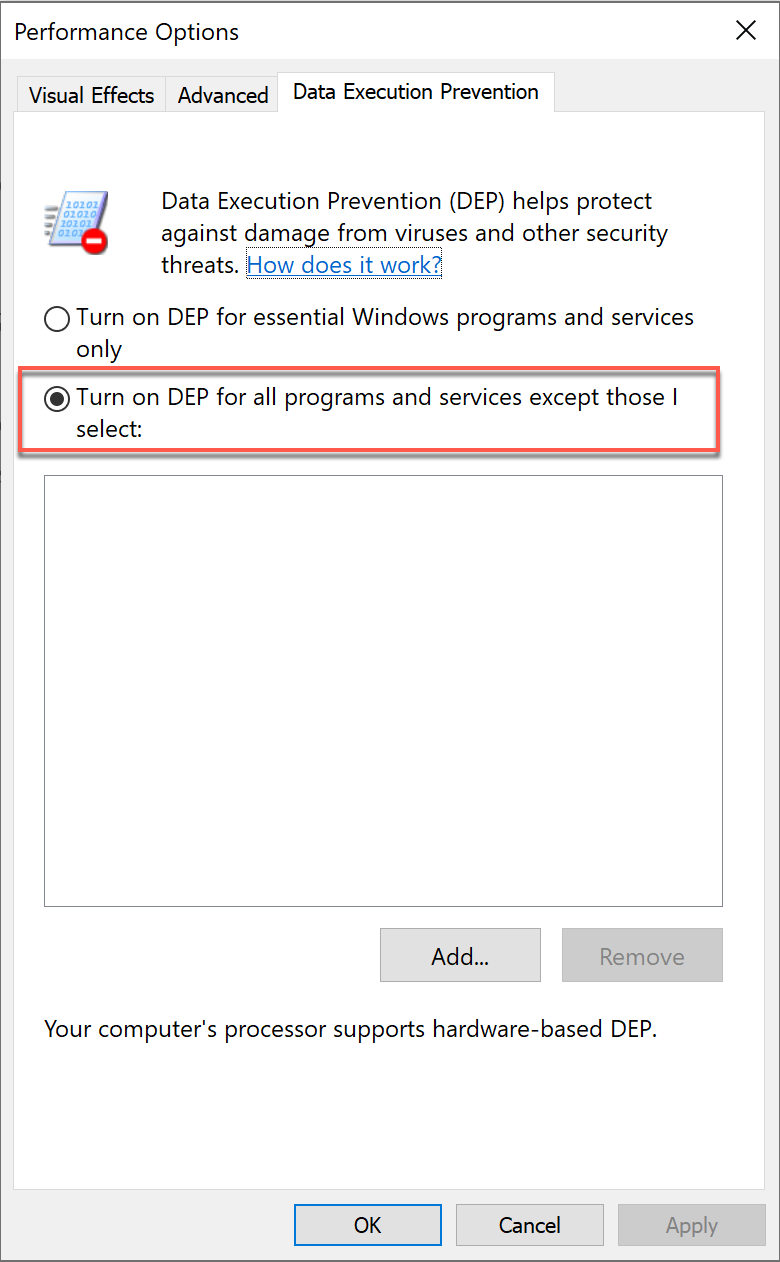 Performance Options
Visual Effects
Advanced
Data Execution Prevention
20101
01010
20201
020
Data Execution Prevention (DEP) helps protect
against damage from viruses and other security
threats. How does it work?
Turn on DEP for essential Windows programs and services
only
Turn on DEP for all programs and services except those I
select:
Add...
Remove
Your computer's processor supports hardware-based DEP.
OK
Cancel
Apply